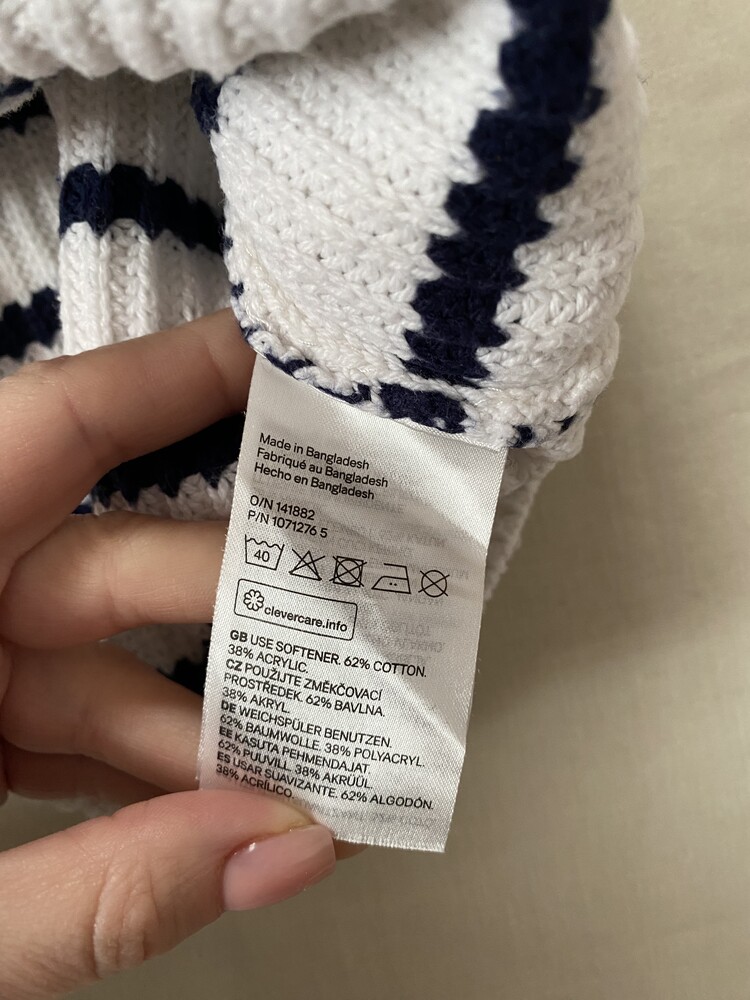 Made in Bangladesh
Fabriqué au Bangladesh
Hecho en Bangladesh
O/N 141882
P/N 1071276 5
40
clevercare.info
GB USE SOFTENER. 62% COTTON.
38% ACRYLIC.
CZ POUŽIJTE ZMĚKČOVACÍ
PROSTŘEDEK. 62% BAVLNA.
38% AKRYL.
DE WEICHSPÜLER BENUTZEN.
62% BAUMWOLLE. 38% POLYACRYL.
EE KASUTA PEHMENDAJAT.
62% PUUVILL. 38% AKRÜÜL.
ES USAR SUAVIZANTE. 62% ALGODÓN.
38% ACRÍLICO.